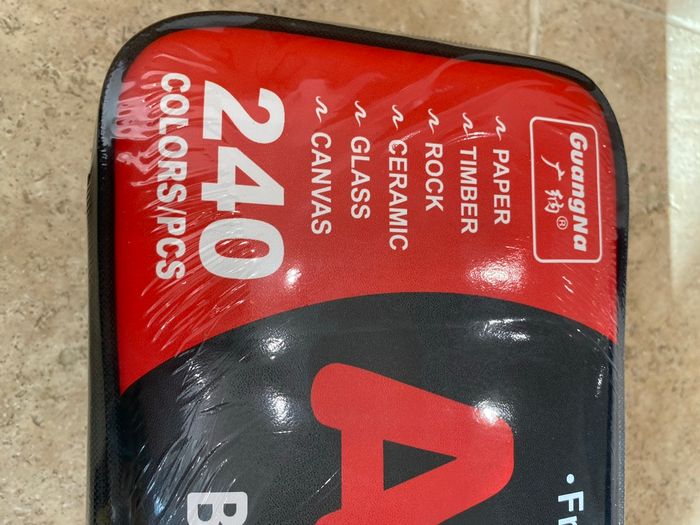 GuangNa
广纳®
PAPER
TIMBER
ROCK
CERAMIC
GLASS
CANVAS
240
COLORS/PCS
A
B